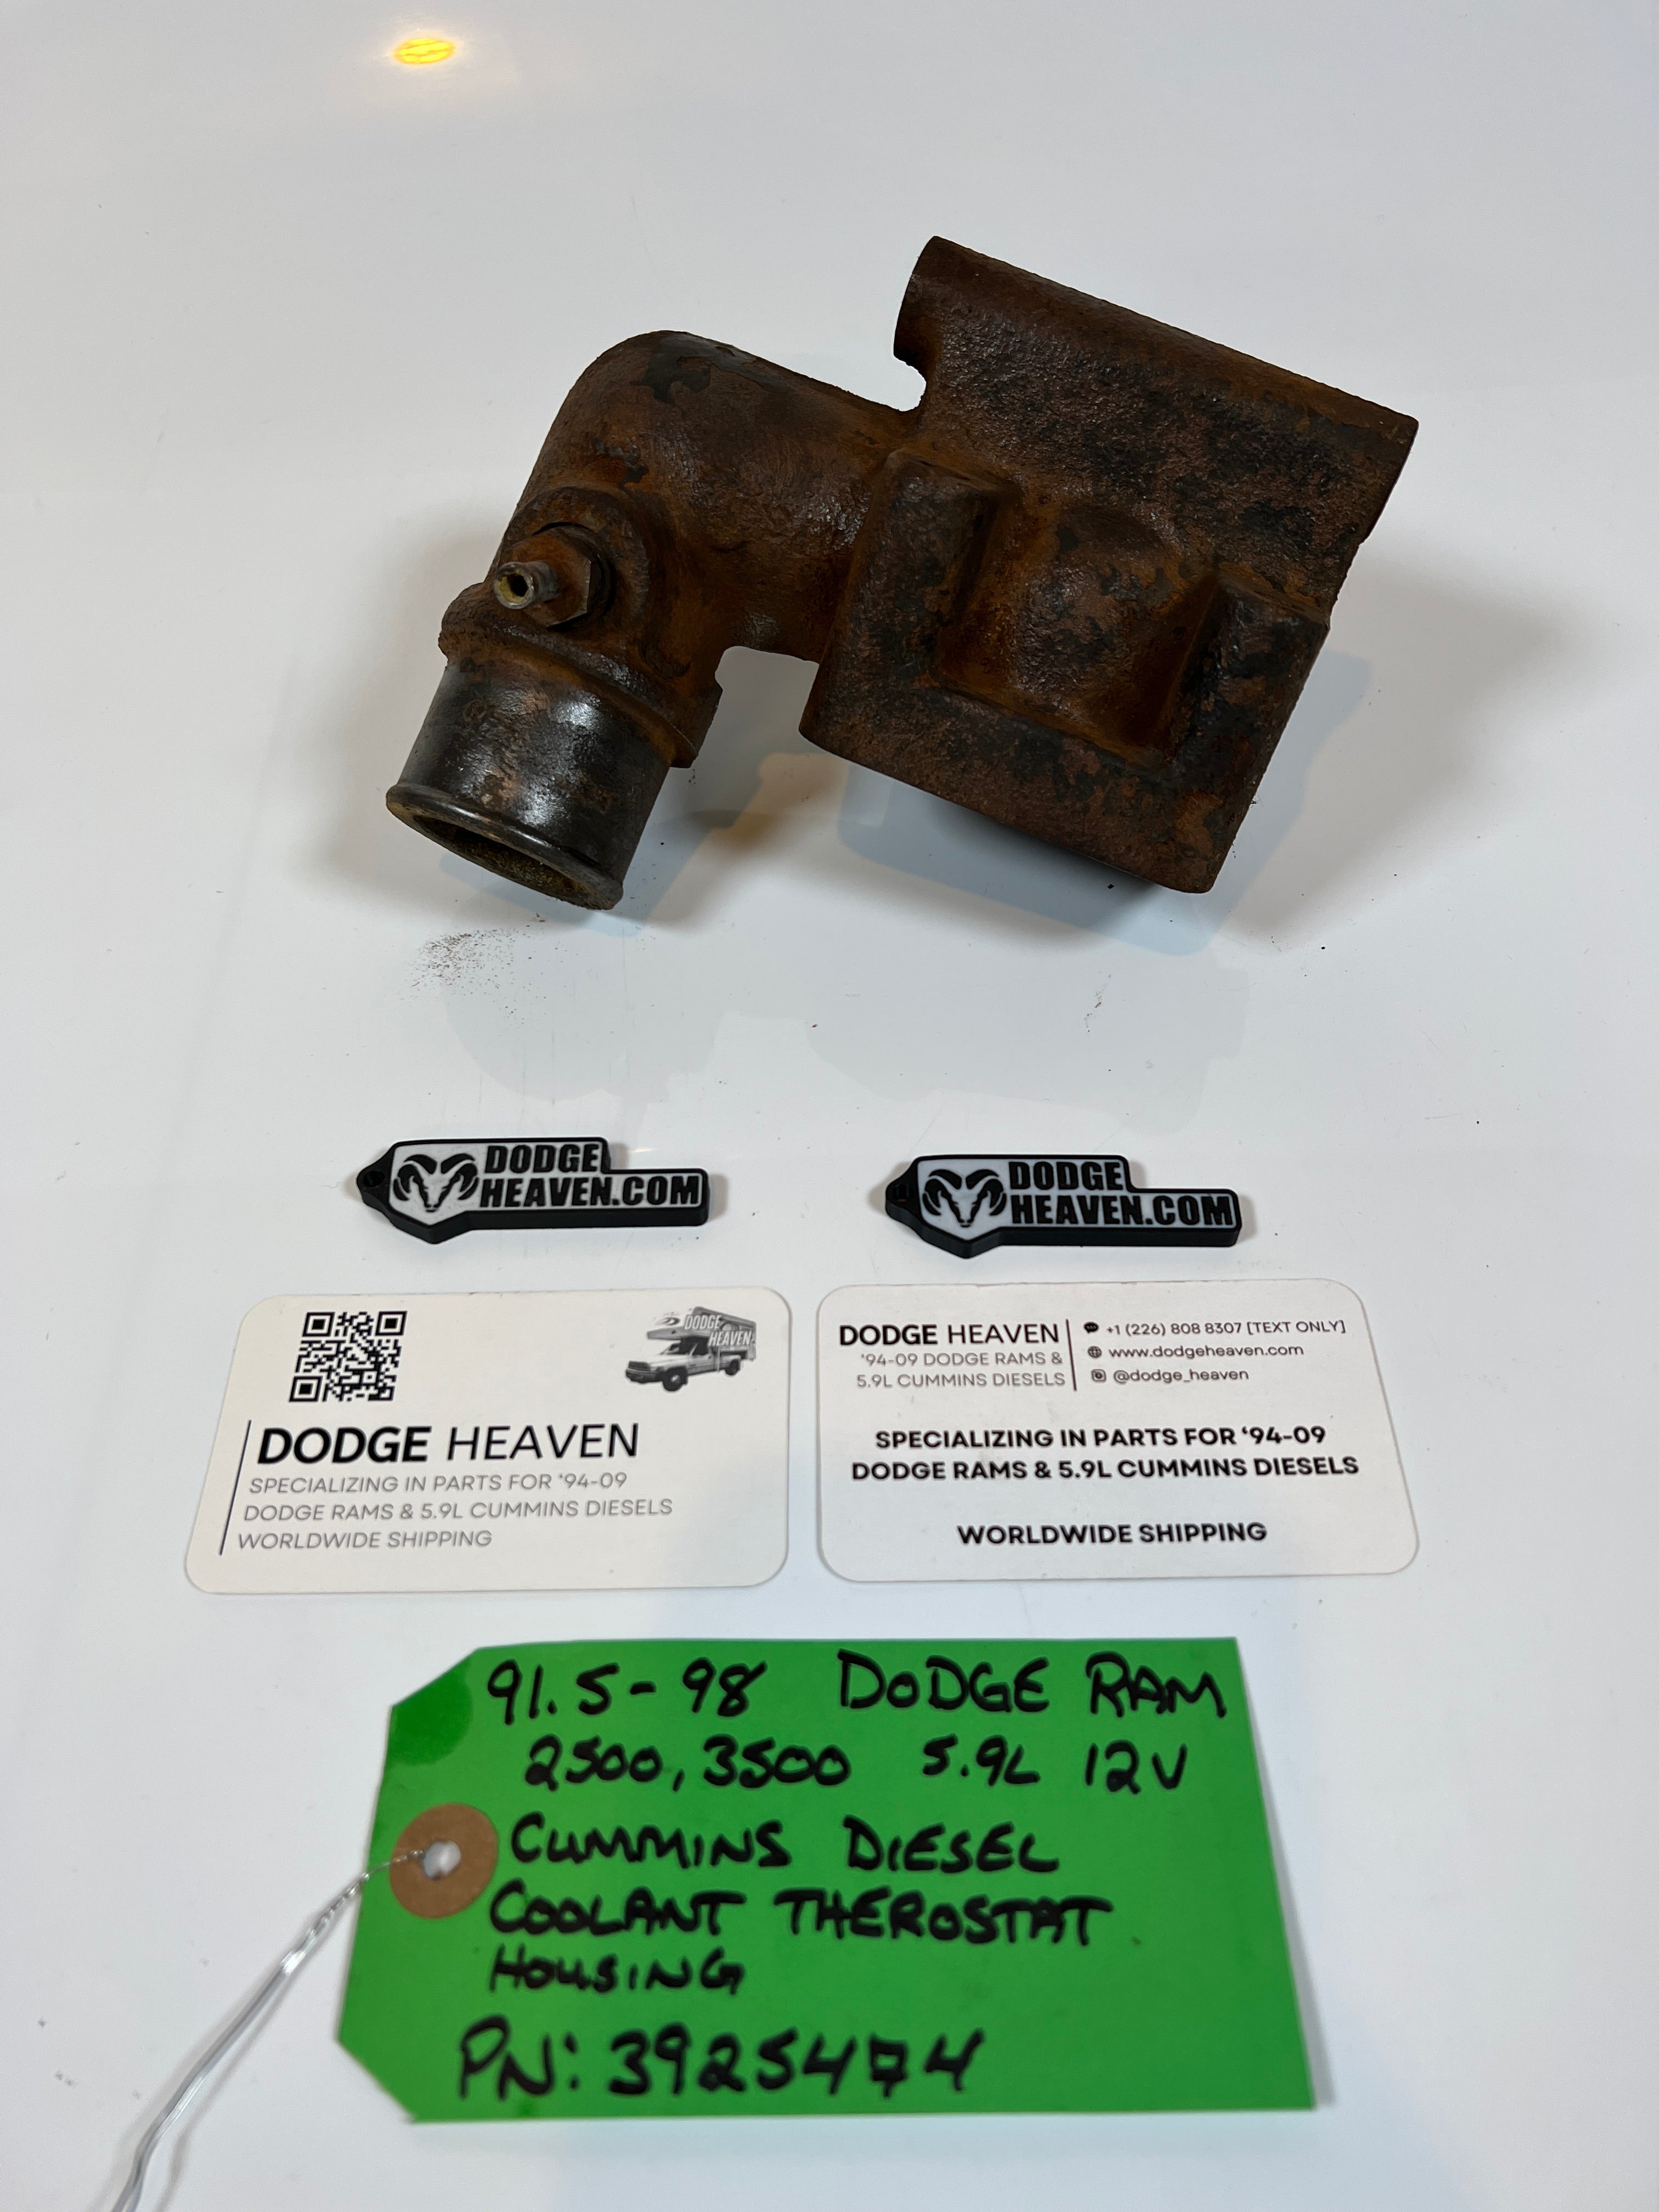 DODGE
HEAVEN.COM
DODGE
HEAVEN.COM
DODGE
HEAVEN
DODGE HEAVEN
SPECIALIZING IN PARTS FOR '94-09
DODGE RAMS & 5.9L CUMMINS DIESELS
WORLDWIDE SHIPPING
DODGE HEAVEN
'94-09 DODGE RAMS &
5.9L CUMMINS DIESELS
+1 (226) 808 8307 [TEXT ONLY]
www.dodgeheaven.com
@dodge_heaven
SPECIALIZING IN PARTS FOR '94-09
DODGE RAMS & 5.9L CUMMINS DIESELS
WORLDWIDE SHIPPING
91.5-98 DODGE RAM
2500, 3500 5.9L 12V
CUMMINS DIESEL
COOLANT THEROSTAT
HOUSING
PN: 3925474